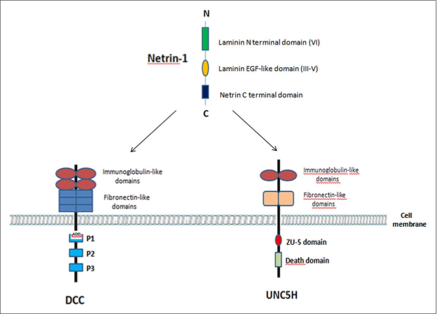 N
Laminin N terminal domain (VI)
Netrin-1
Laminin EGF-like domain (III-V)
Netrin C terminal domain
C
Immunoglobulin-like
domains
Fibronectin-like
domains
Immunoglobulin-like
domains
Fibronectin-like
domains
Cell
membrane
P1
P2
P3
ZU-5 domain
Death domain
DCC
UNC5H